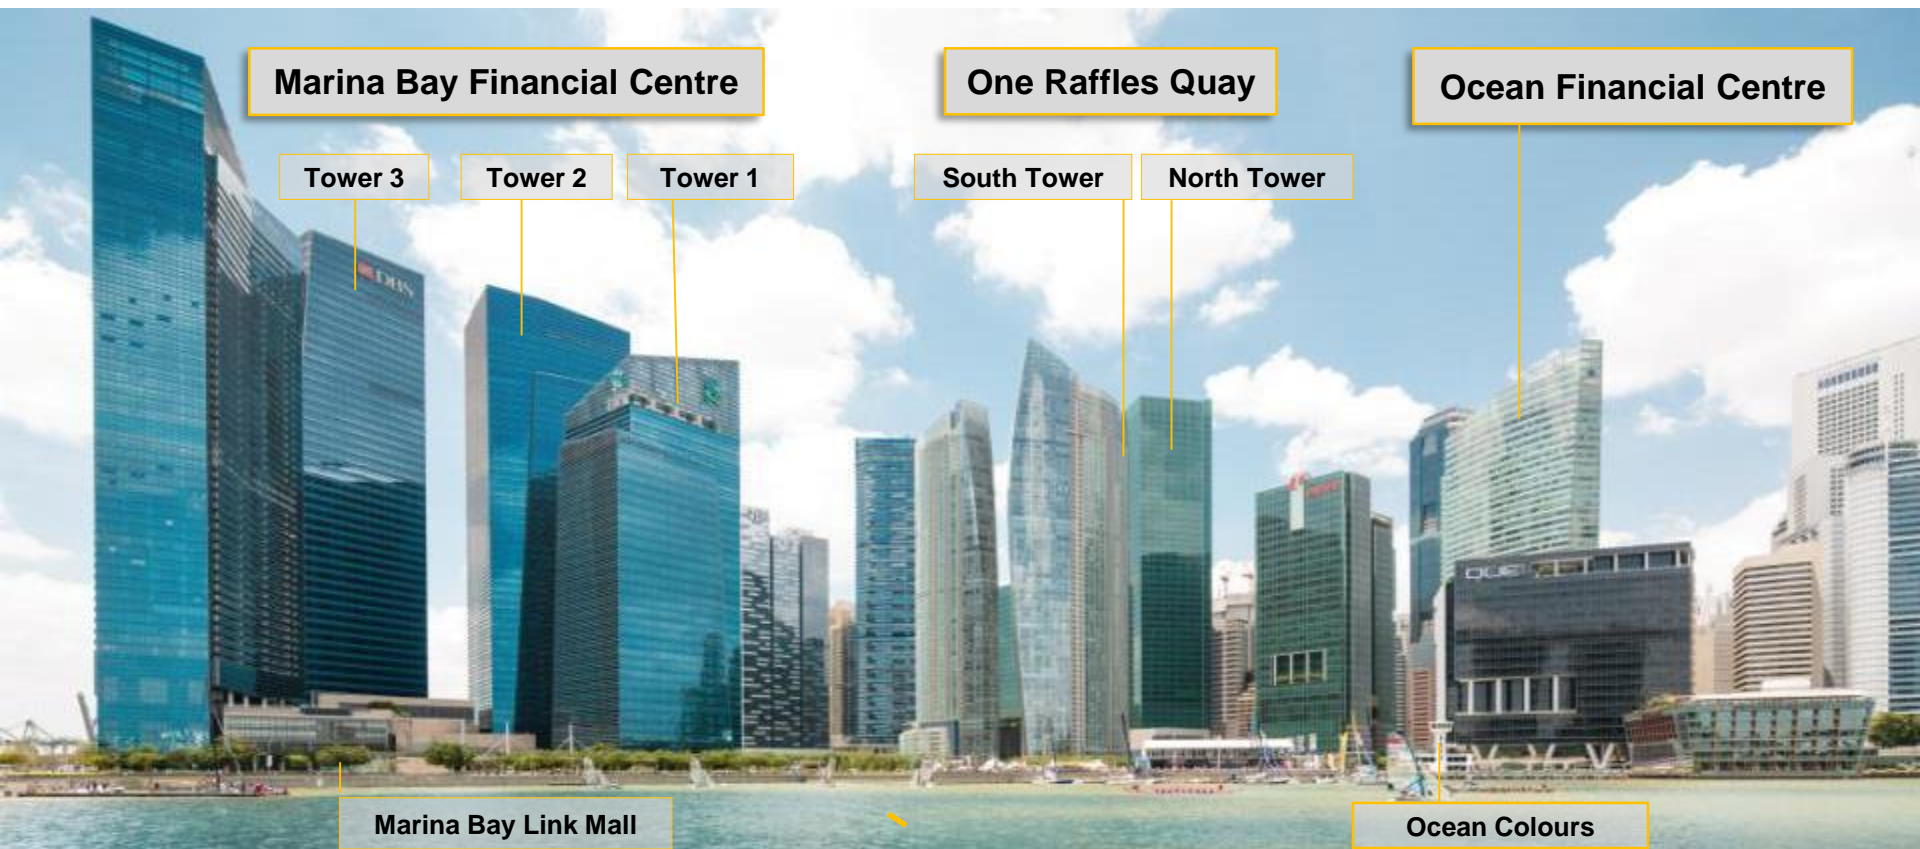 Marina Bay Financial Centre
One Raffles Quay
Ocean Financial Centre
Tower 3
Tower 2
Tower 1
South Tower
North Tower
DBS
OUE
Marina Bay Link Mall
Ocean Colours